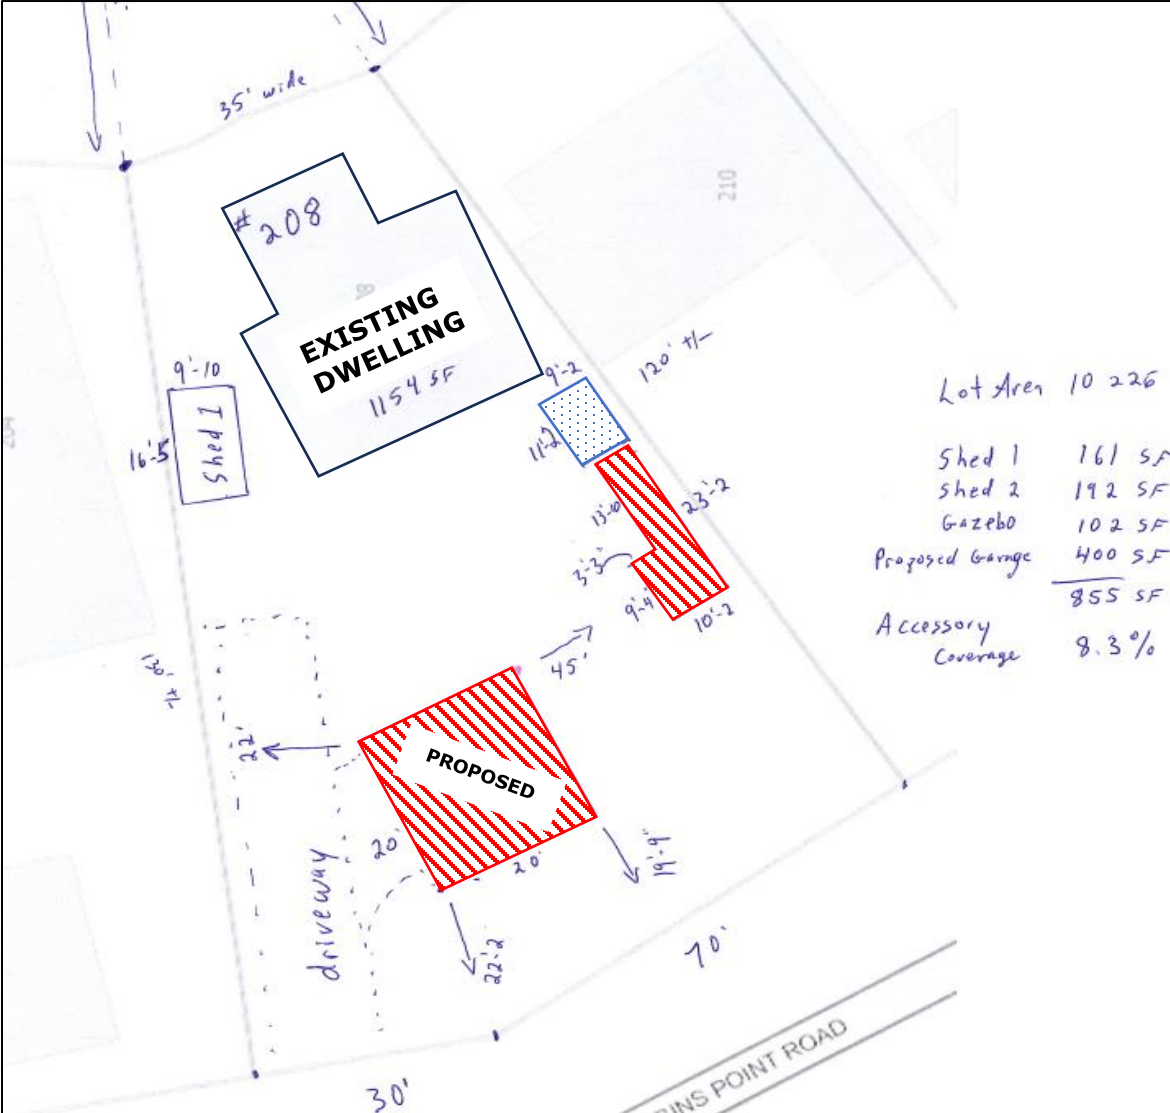 35' wide
# 208
210
EXISTING
DWELLING
1154 SF
120' +/-
9'-10
9'-2
Shed 1
16'-5
11'-2
Lot Area 10 226
Shed 1 161 SF
Shed 2 192 SF
Gazebo 102 SF
Proposed Garage 400 SF
855 SF
Accessory
Coverage 8.3%
23'-2
3'-3"
9'-4"
10'-2
45'
130' +/-
22'
PROPOSED
20'
20'
19'-9"
driveway
22'-2
70'
30'
INS POINT ROAD